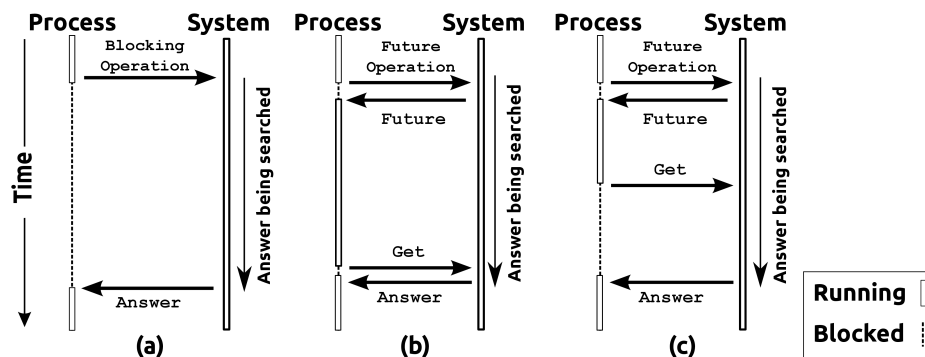 Process System
Blocking
Operation
Answer
Answer being searched
Time
(a)
Process System
Future
Operation
Future
Get
Answer
Answer being searched
(b)
Process System
Future
Operation
Future
Get
Answer
Answer being searched
(c)
Running
Blocked